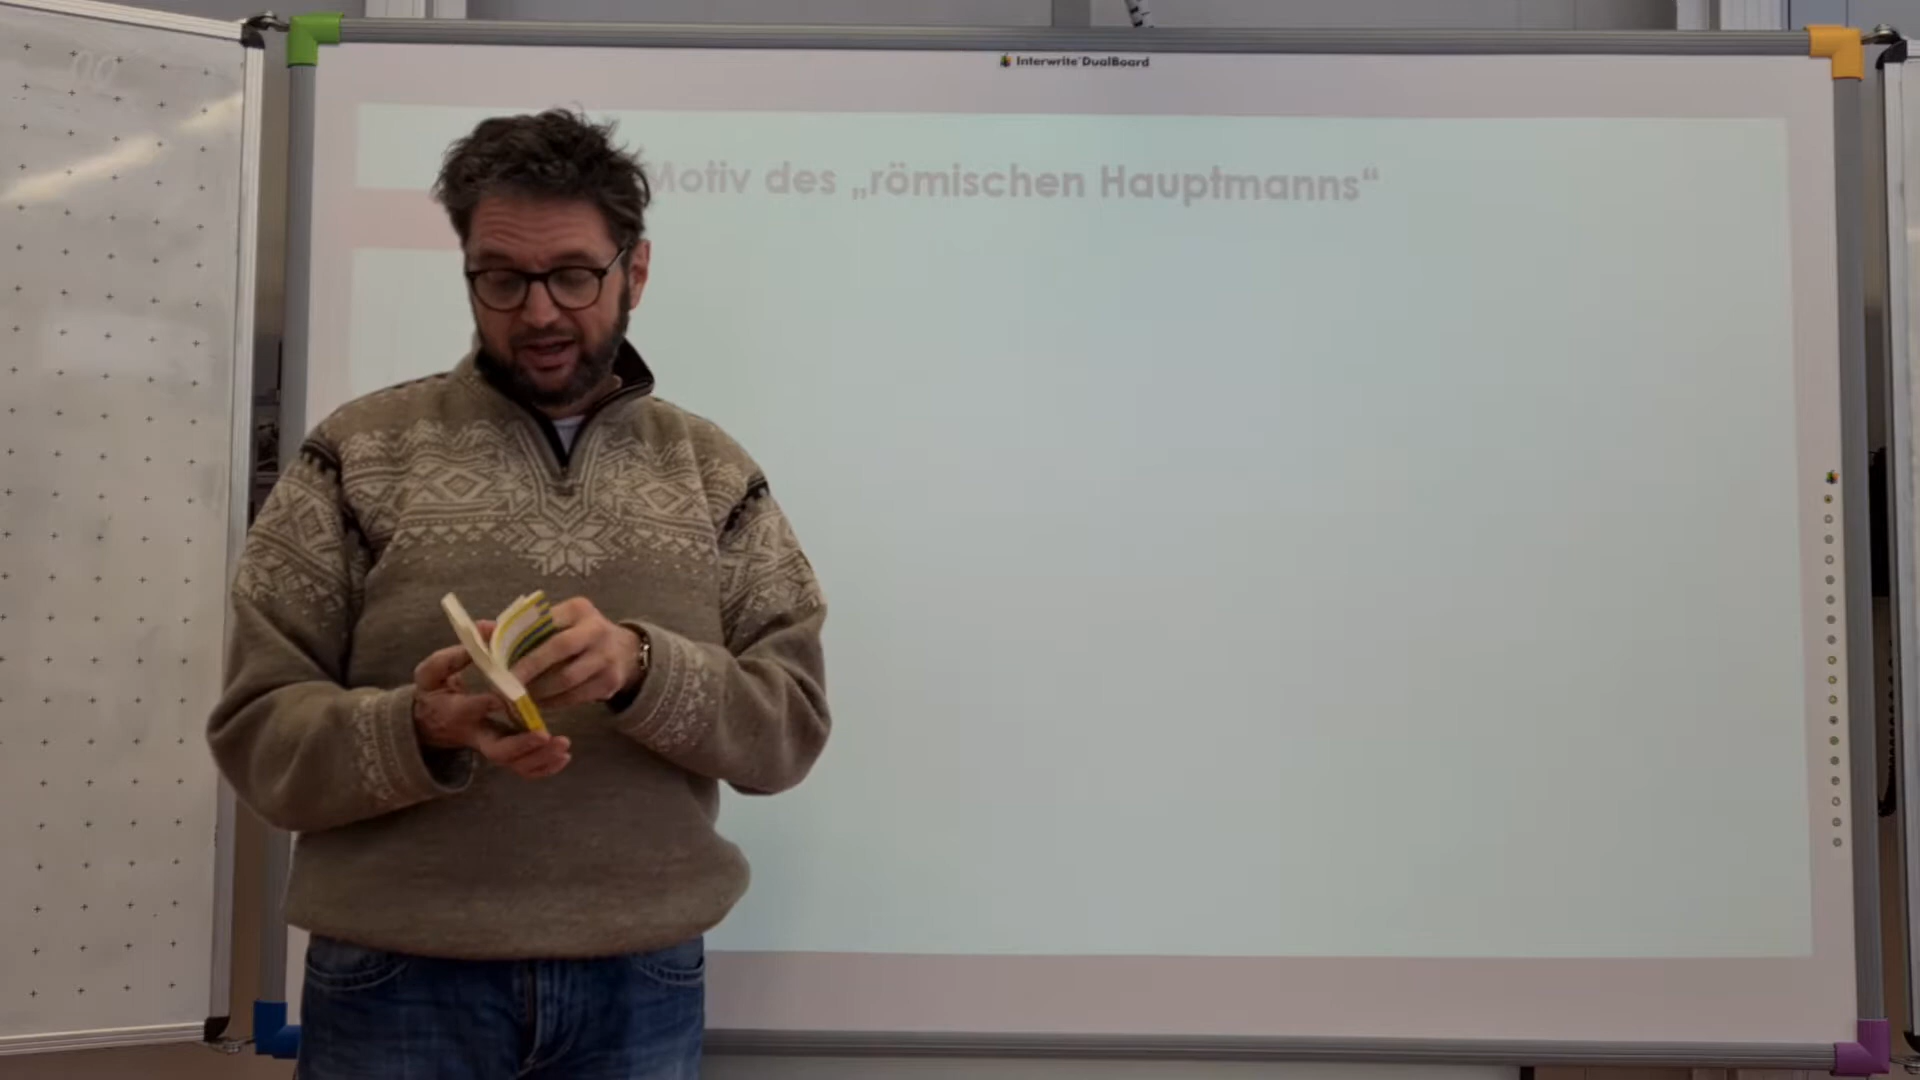 Interwrite DualBoard
Motiv des „römischen Hauptmanns“